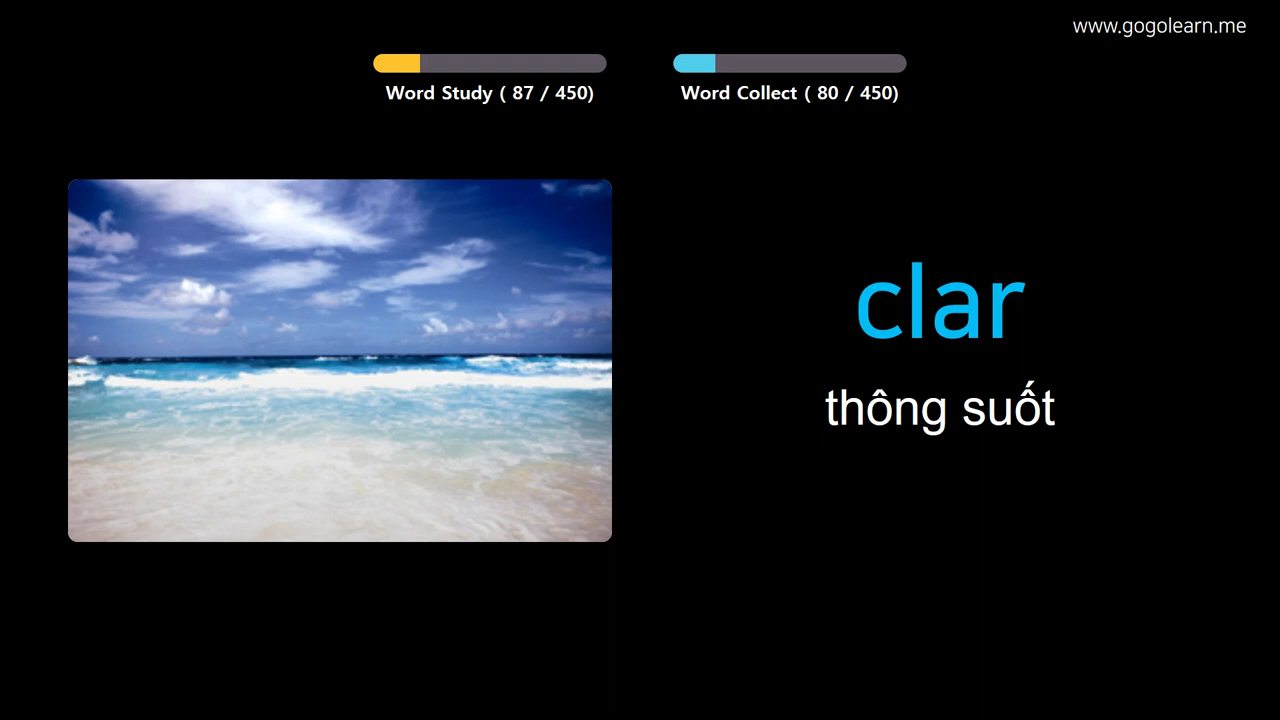 www.gogolearn.me
Word Study ( 87 / 450)
Word Collect ( 80 / 450)
clar
thông suốt